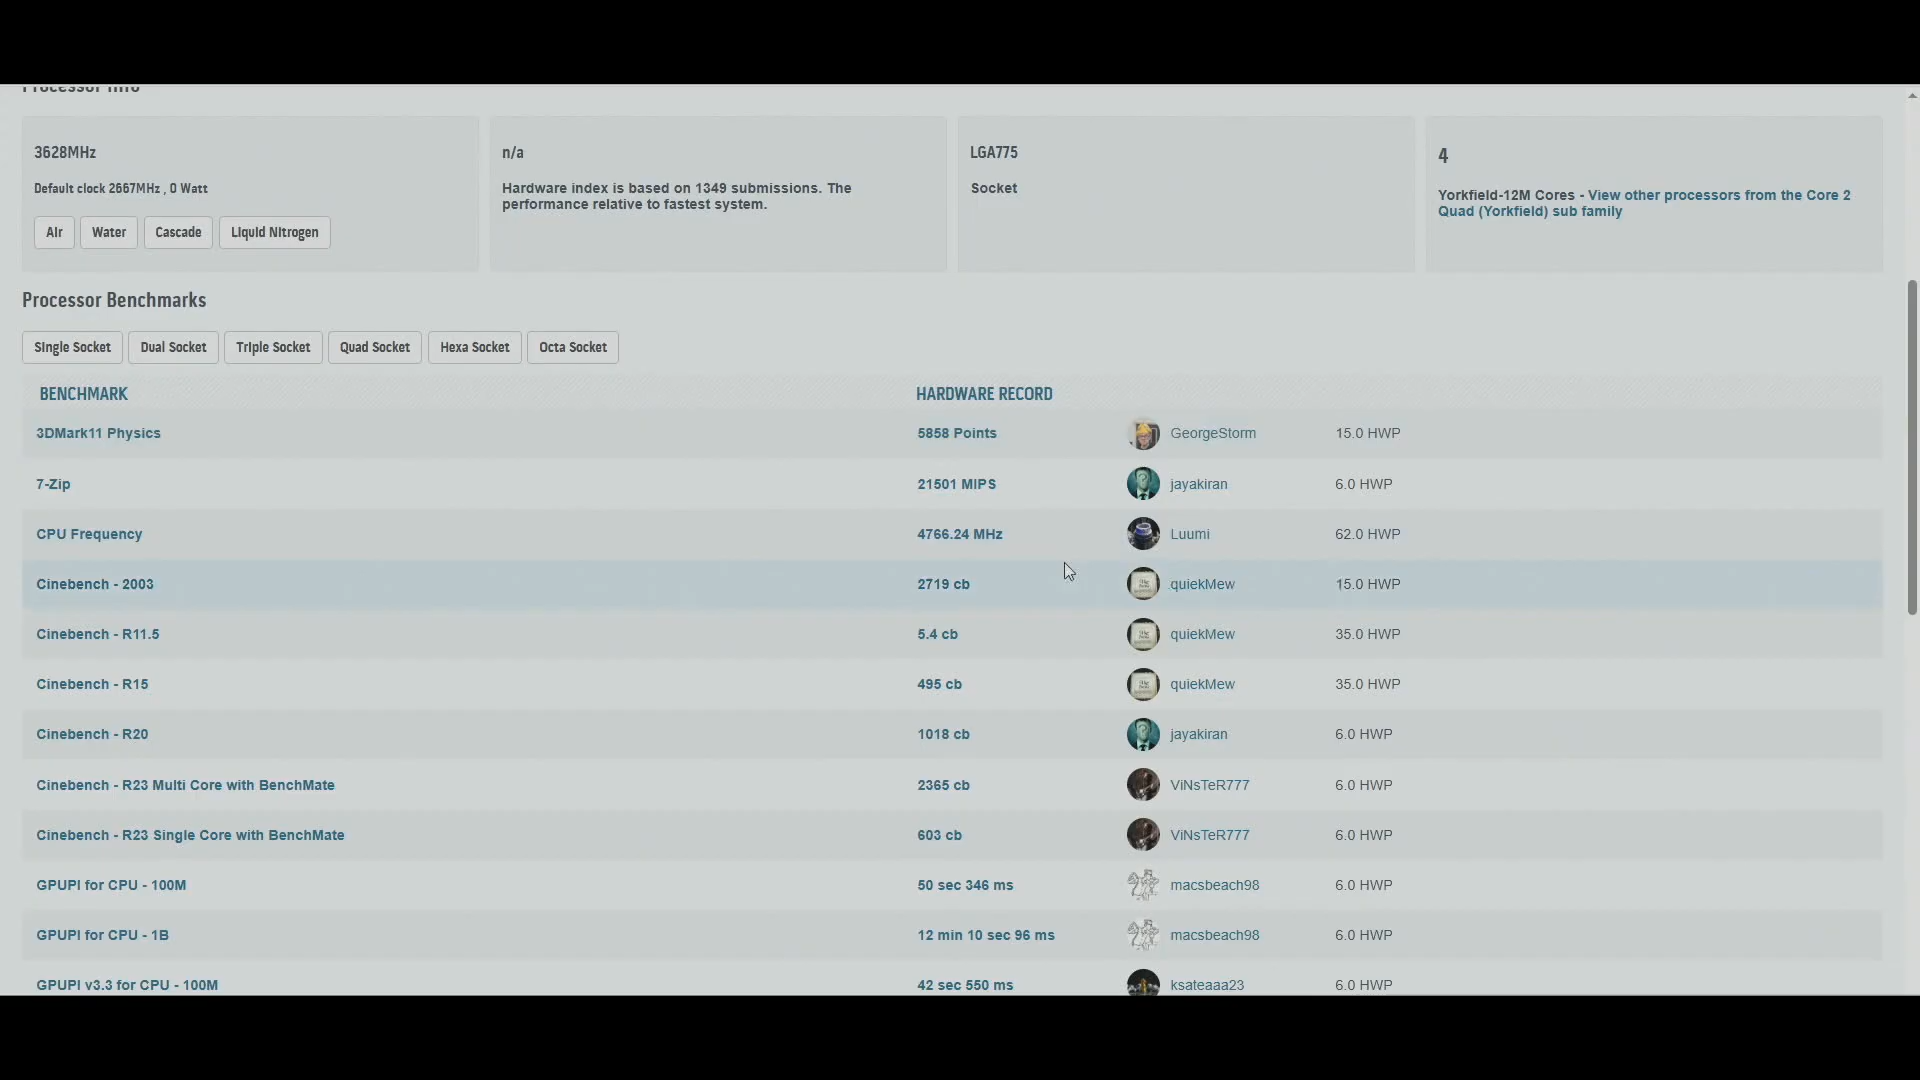 Processor Info
3628MHz
Default clock 2667MHz , 0 Watt
Air
Water
Cascade
Liquid Nitrogen
n/a
Hardware index is based on 1349 submissions. The
performance relative to fastest system.
LGA775
Socket
4
Yorkfield-12M Cores - View other processors from the Core 2
Quad (Yorkfield) sub family
Processor Benchmarks
Single Socket
Dual Socket
Triple Socket
Quad Socket
Hexa Socket
Octa Socket
BENCHMARK HARDWARE RECORD
3DMark11 Physics 5858 Points GeorgeStorm 15.0 HWP
7-Zip 21501 MIPS jayakiran 6.0 HWP
CPU Frequency 4766.24 MHz Luumi 62.0 HWP
Cinebench - 2003 2719 cb quiekMew 15.0 HWP
Cinebench - R11.5 5.4 cb quiekMew 35.0 HWP
Cinebench - R15 495 cb quiekMew 35.0 HWP
Cinebench - R20 1018 cb jayakiran 6.0 HWP
Cinebench - R23 Multi Core with BenchMate 2365 cb ViNsTeR777 6.0 HWP
Cinebench - R23 Single Core with BenchMate 603 cb ViNsTeR777 6.0 HWP
GPUPI for CPU - 100M 50 sec 346 ms macsbeach98 6.0 HWP
GPUPI for CPU - 1B 12 min 10 sec 96 ms macsbeach98 6.0 HWP
GPUPI v3.3 for CPU - 100M 42 sec 550 ms ksateaaa23 6.0 HWP